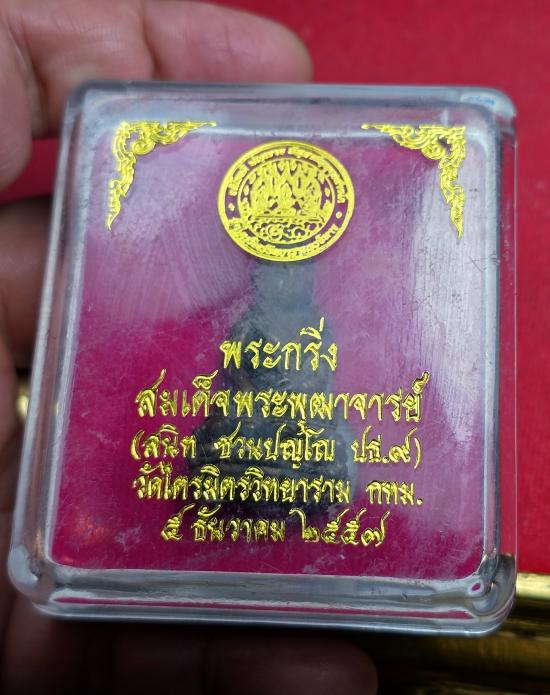 พระกริ่ง
สมเด็จพระพุฒาจารย์
(สนิท ชวนปญฺโญ ปธ.๙)
วัดไตรมิตรวิทยาราม กทม.
๕ ธันวาคม ๒๕๕๗